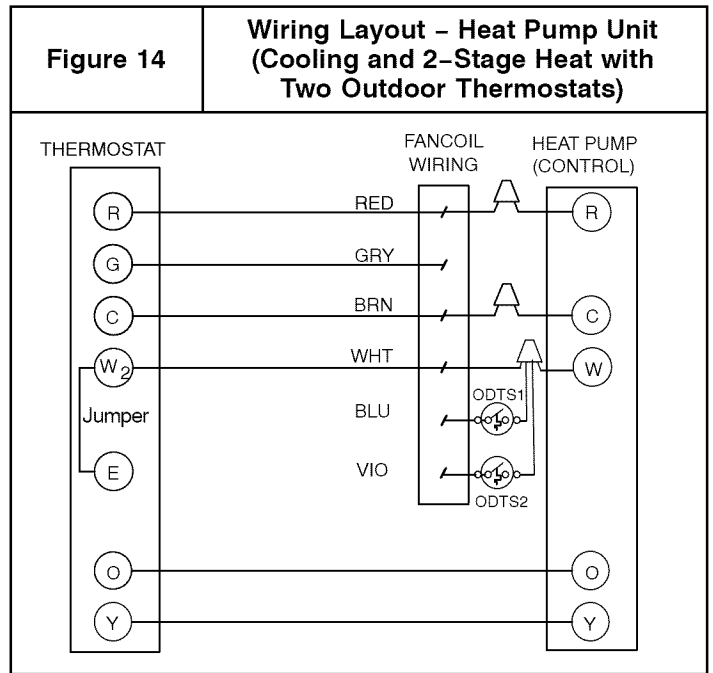 Figure 14
Wiring Layout – Heat Pump Unit
(Cooling and 2–Stage Heat with
Two Outdoor Thermostats)
THERMOSTAT
FANCOIL
WIRING
HEAT PUMP
(CONTROL)
R
RED
R
G
GRY
C
BRN
C
W2
WHT
W
Jumper
BLU
ODTS1
E
VIO
ODTS2
O
O
Y
Y